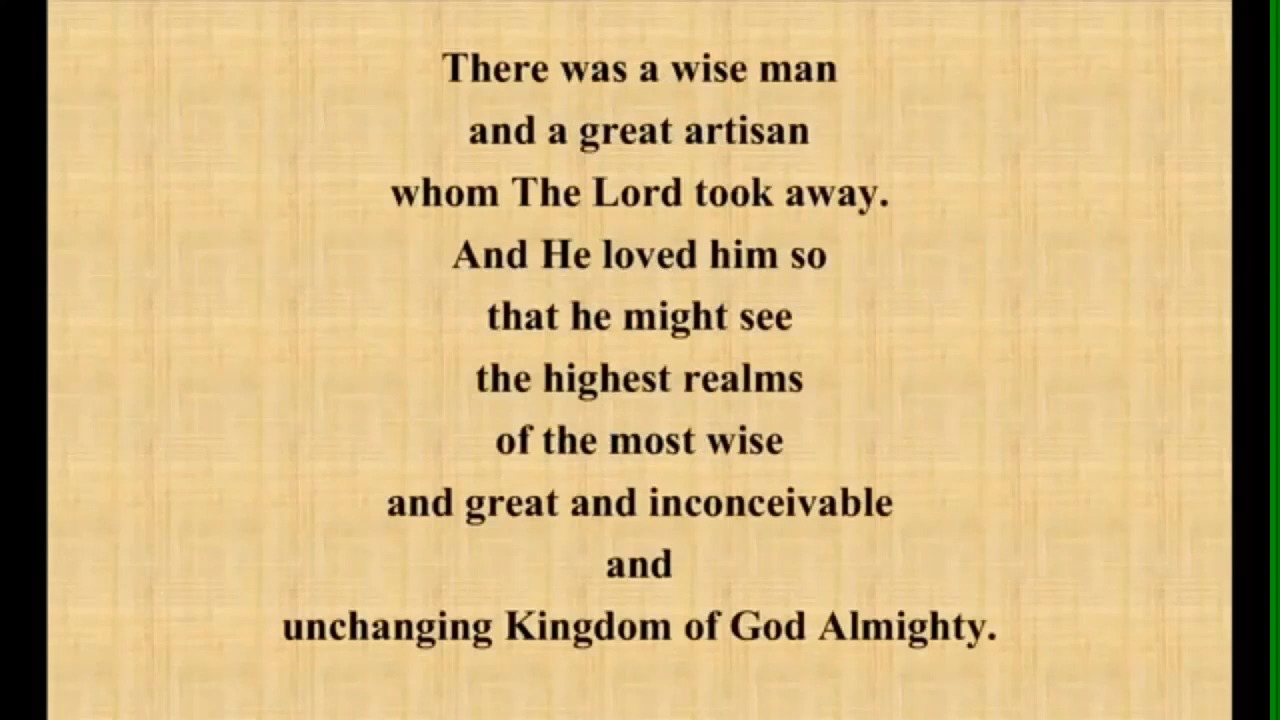 There was a wise man
and a great artisan
whom The Lord took away.
And He loved him so
that he might see
the highest realms
of the most wise
and great and inconceivable
and
unchanging Kingdom of God Almighty.